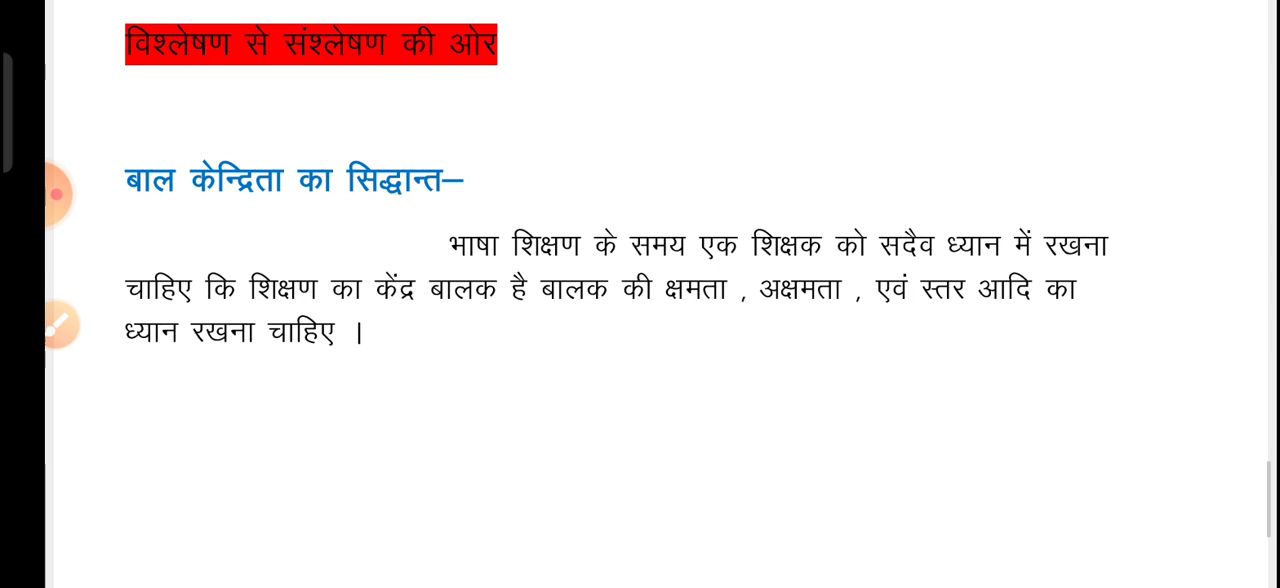 विश्लेषण से संश्लेषण की ओर
बाल केन्द्रिता का सिद्धान्त–
भाषा शिक्षण के समय एक शिक्षक को सदैव ध्यान में रखना
चाहिए कि शिक्षण का केंद्र बालक है बालक की क्षमता , अक्षमता , एवं स्तर आदि का
ध्यान रखना चाहिए ।